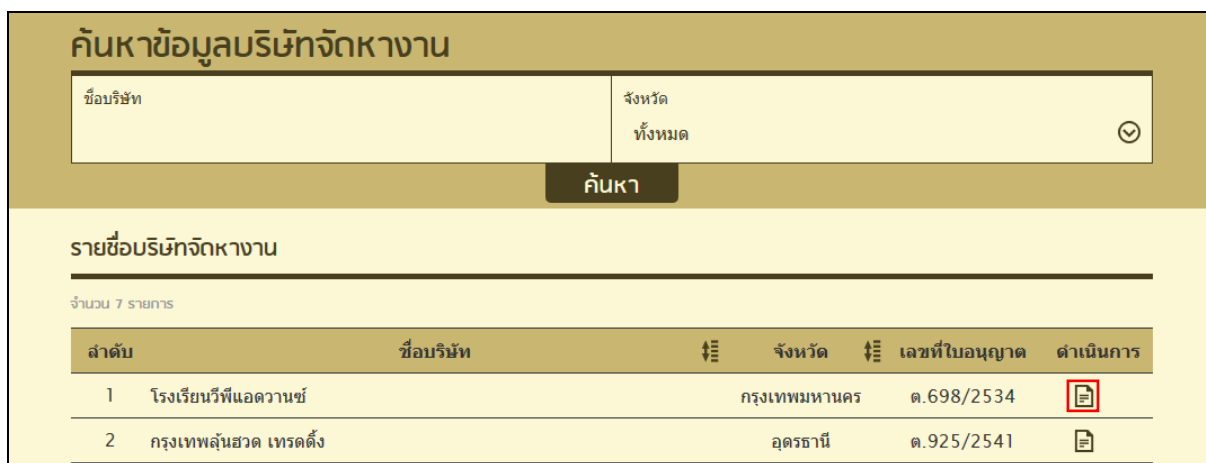 ค้นหาข้อมูลบริษัทจัดหางาน
ชื่อบริษัท จังหวัด
ทั้งหมด
ค้นหา
รายชื่อบริษัทจัดหางาน
จำนวน 7 รายการ
ลำดับ ชื่อบริษัท จังหวัด เลขที่ใบอนุญาต ดำเนินการ
1 โรงเรียนวีพีแอดวานซ์ กรุงเทพมหานคร ต.698/2534
2 กรุงเทพลุ้นฮวด เทรดดิ้ง อุดรธานี ต.925/2541